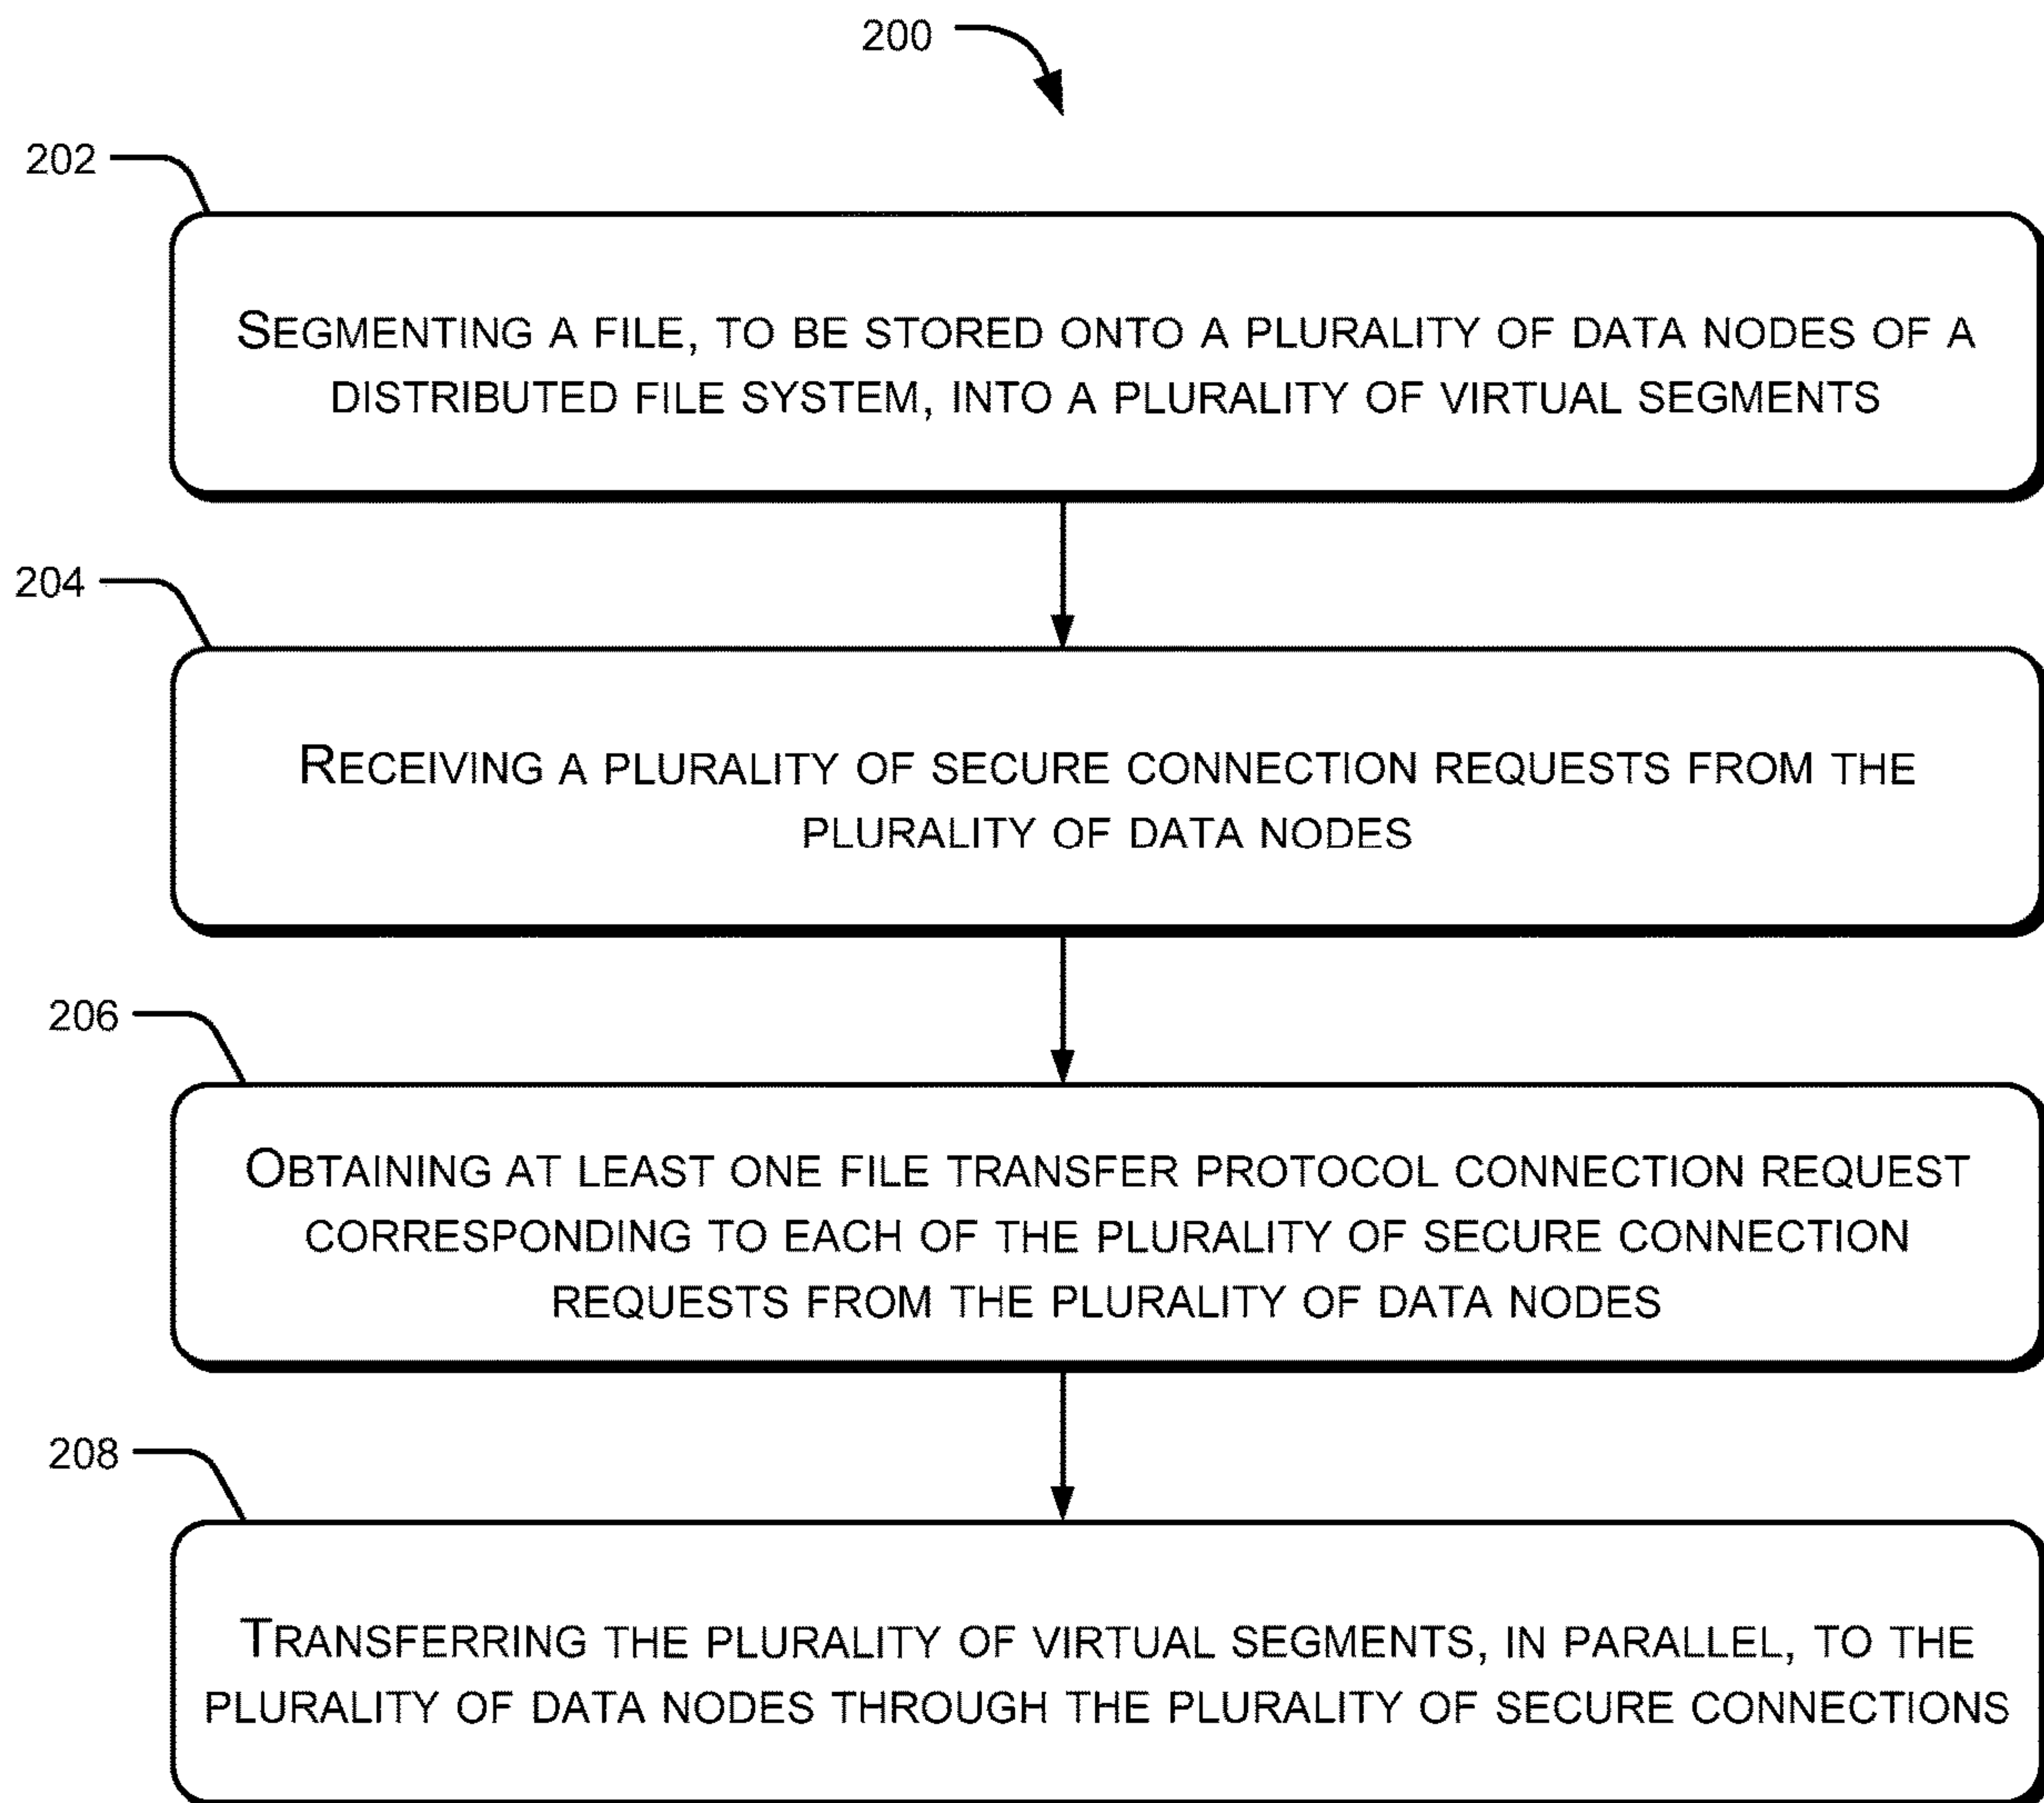 200
202
SEGMENTING A FILE, TO BE STORED ONTO A PLURALITY OF DATA NODES OF A
DISTRIBUTED FILE SYSTEM, INTO A PLURALITY OF VIRTUAL SEGMENTS
204
RECEIVING A PLURALITY OF SECURE CONNECTION REQUESTS FROM THE
PLURALITY OF DATA NODES
206
OBTAINING AT LEAST ONE FILE TRANSFER PROTOCOL CONNECTION REQUEST
CORRESPONDING TO EACH OF THE PLURALITY OF SECURE CONNECTION
REQUESTS FROM THE PLURALITY OF DATA NODES
208
TRANSFERRING THE PLURALITY OF VIRTUAL SEGMENTS, IN PARALLEL, TO THE
PLURALITY OF DATA NODES THROUGH THE PLURALITY OF SECURE CONNECTIONS